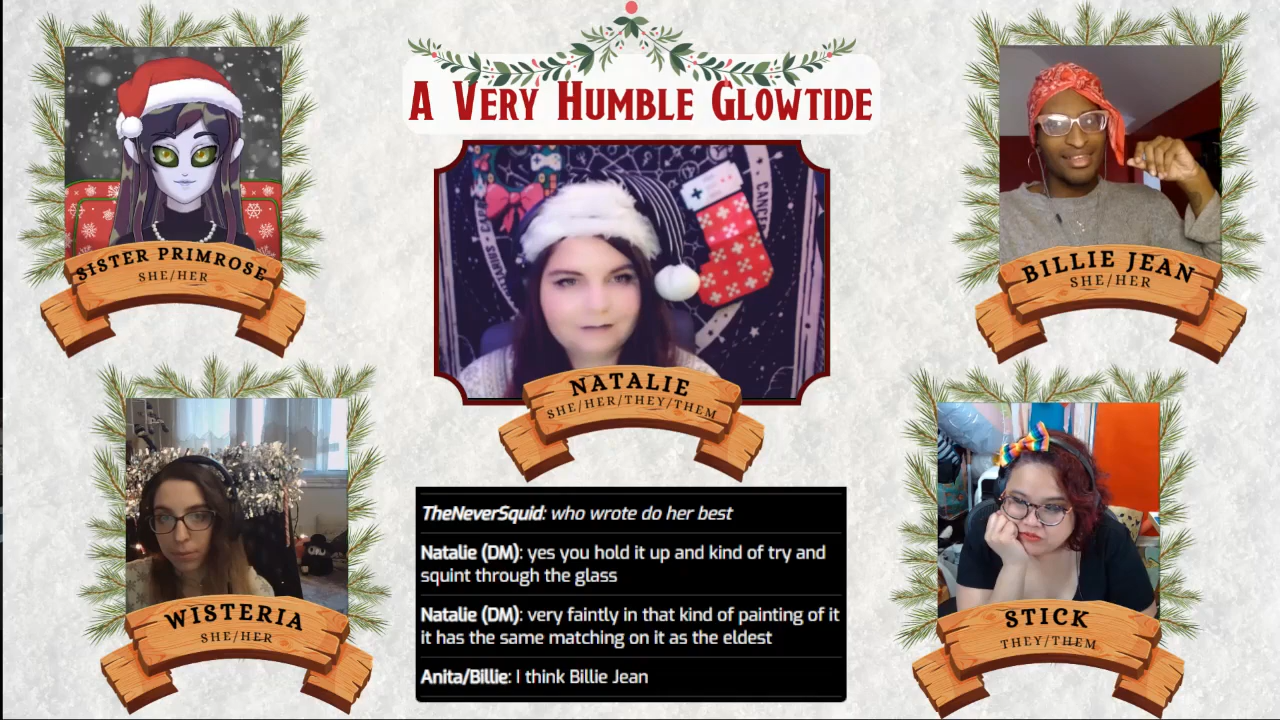 A Very Humble Glowtide
SISTER PRIMROSE
SHE/HER
BILLIE JEAN
SHE/HER
CANCE
NATALIE
SHE/HER/THEY/THEM
WISTERIA
SHE/HER
STICK
THEY/THEM
TheNeverSquid: who wrote do her best
Natalie (DM): yes you hold it up and kind of try and
squint through the glass
Natalie (DM): very faintly in that kind of painting of it
it has the same matching on it as the eldest
Anita/Billie: I think Billie Jean